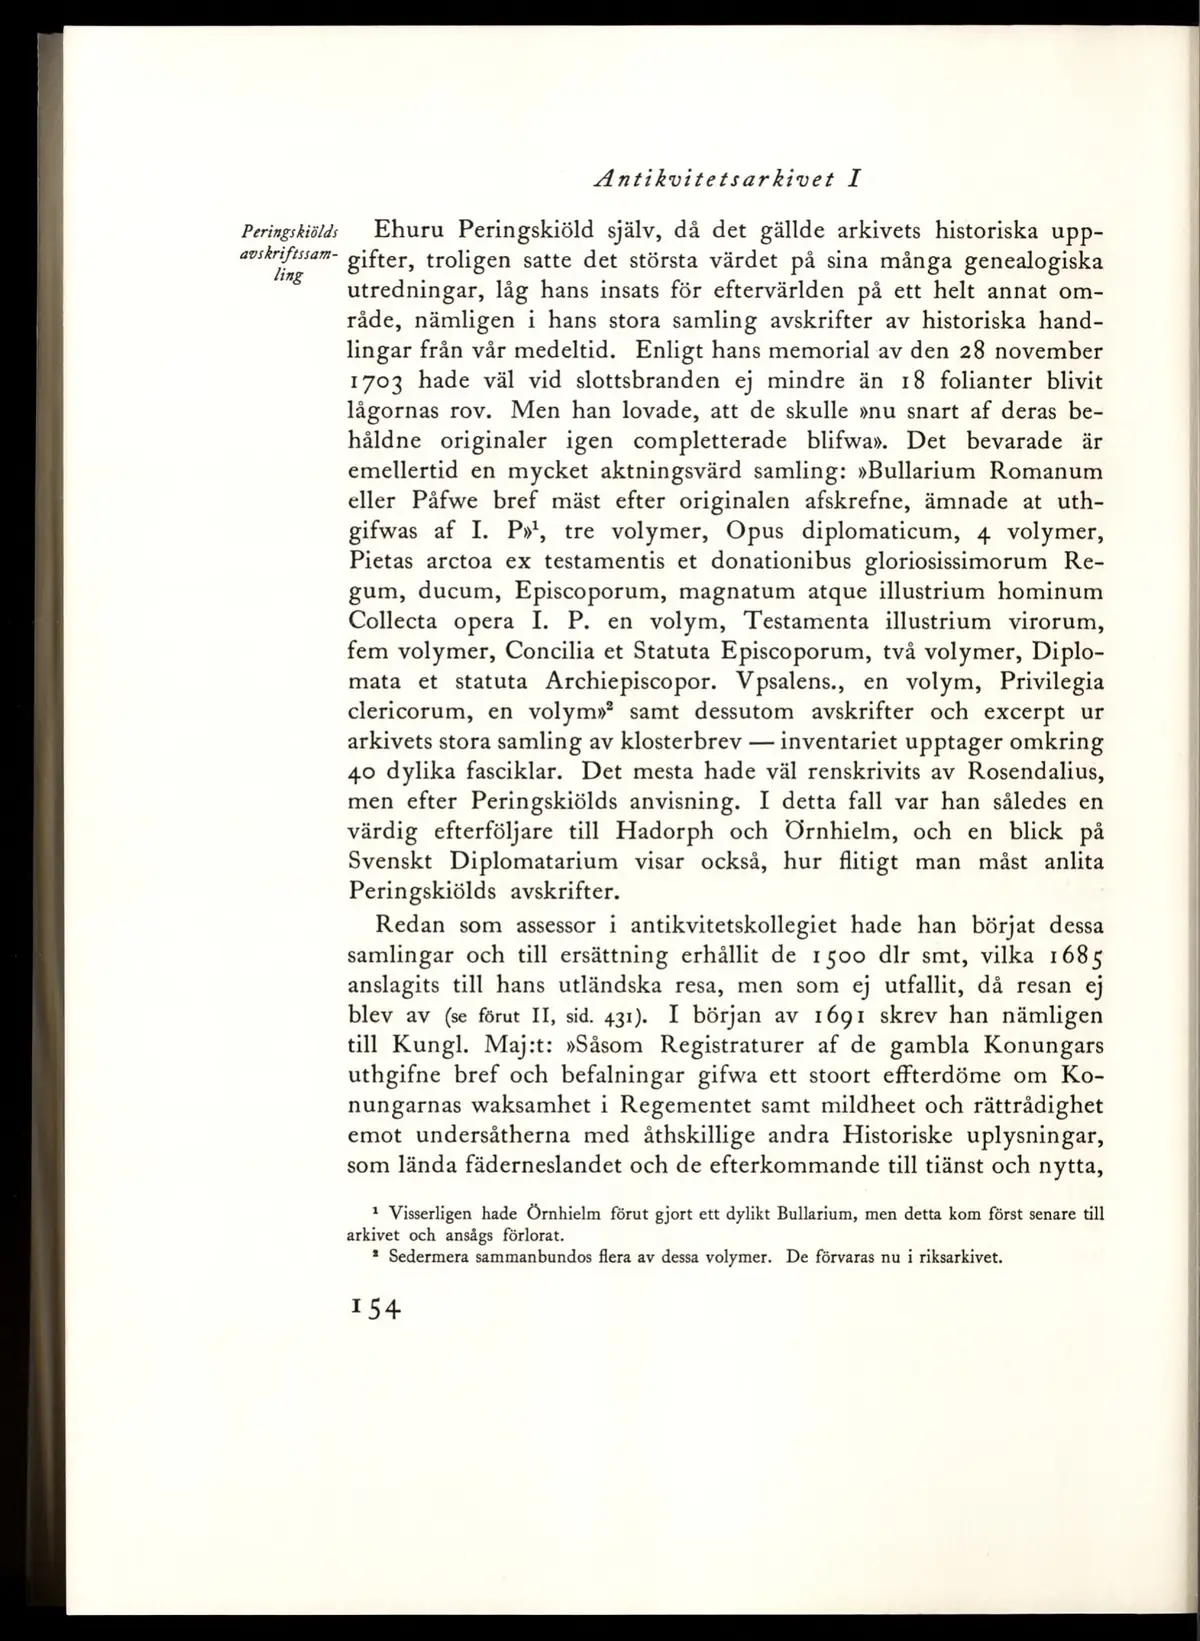 Antikvitetsarkivet I
Peringskiölds
avskriftssam-
ling
Ehuru Peringskiöld själv, då det gällde arkivets historiska upp-
gifter, troligen satte det största värdet på sina många genealogiska
utredningar, låg hans insats för eftervärlden på ett helt annat om-
råde, nämligen i hans stora samling avskrifter av historiska hand-
lingar från vår medeltid. Enligt hans memorial av den 28 november
1703 hade väl vid slottsbranden ej mindre än 18 folianter blivit
lågornas rov. Men han lovade, att de skulle »nu snart af deras be-
håldne originaler igen completterade blifwa». Det bevarade är
emellertid en mycket aktningsvärd samling: »Bullarium Romanum
eller Påfwe bref mäst efter originalen afskrefne, ämnade at uth-
gifwas af I. P»¹, tre volymer, Opus diplomaticum, 4 volymer,
Pietas arctoa ex testamentis et donationibus gloriosissimorum Re-
gum, ducum, Episcoporum, magnatum atque illustrium hominum
Collecta opera I. P. en volym, Testamenta illustrium virorum,
fem volymer, Concilia et Statuta Episcoporum, två volymer, Diplo-
mata et statuta Archiepiscopor. Vpsalens., en volym, Privilegia
clericorum, en volym»² samt dessutom avskrifter och excerpt ur
arkivets stora samling av klosterbrev — inventariet upptager omkring
40 dylika fasciklar. Det mesta hade väl renskrivits av Rosendalius,
men efter Peringskiölds anvisning. I detta fall var han således en
värdig efterföljare till Hadorph och Örnhielm, och en blick på
Svenskt Diplomatarium visar också, hur flitigt man måst anlita
Peringskiölds avskrifter.
Redan som assessor i antikvitetskollegiet hade han börjat dessa
samlingar och till ersättning erhållit de 1500 dlr smt, vilka 1685
anslagits till hans utländska resa, men som ej utfallit, då resan ej
blev av (se förut II, sid. 431). I början av 1691 skrev han nämligen
till Kungl. Maj:t: »Såsom Registraturer af de gambla Konungars
uthgifne bref och befalningar gifwa ett stoort effterdöme om Ko-
nungarnas waksamhet i Regementet samt mildheet och rättrådighet
emot undersåtherna med åthskillige andra Historiske uplysningar,
som lända fäderneslandet och de efterkommande till tiänst och nytta,
¹ Visserligen hade Örnhielm förut gjort ett dylikt Bullarium, men detta kom först senare till
arkivet och ansågs förlorat.
² Sedermera sammanbundos flera av dessa volymer. De förvaras nu i riksarkivet.
154